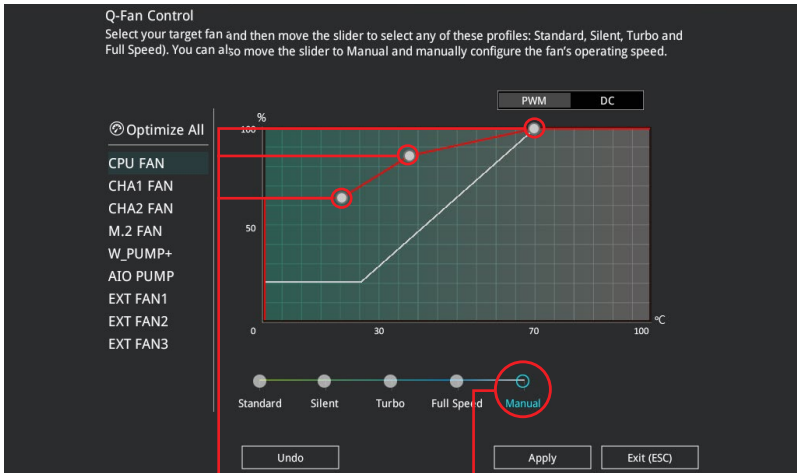 Q-Fan Control
Select your target fan and then move the slider to select any of these profiles: Standard, Silent, Turbo and
Full Speed). You can also move the slider to Manual and manually configure the fan's operating speed.
PWM DC
%
Optimize All
100
CPU FAN
CHA1 FAN
CHA2 FAN
50
M.2 FAN
W_PUMP+
AIO PUMP
EXT FAN1
EXT FAN2
EXT FAN3
°C
0 30 70 100
Standard Silent Turbo Full Speed Manual
Undo Apply Exit (ESC)